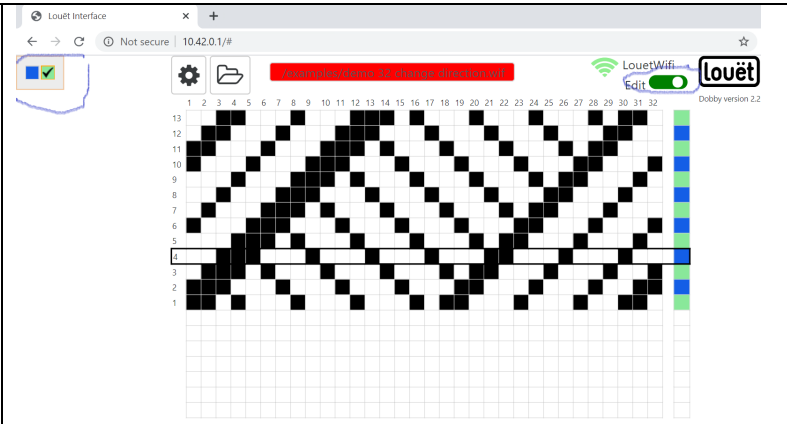 Louët Interface
Not secure 10.42.0.1/#
/examples/demo 32 change direction.wif
LouetWifi
Edit
louët
Dobby version 2.2
1 2 3 4 5 6 7 8 9 10 11 12 13 14 15 16 17 18 19 20 21 22 23 24 25 26 27 28 29 30 31 32
13
12
11
10
9
8
7
6
5
4
3
2
1